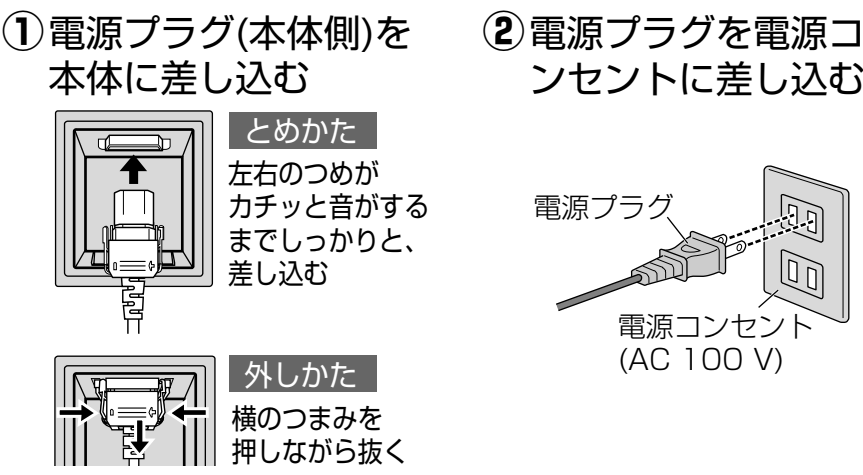 ①電源プラグ(本体側)を
本体に差し込む
とめかた
左右のつめが
カチッと音がする
までしっかりと、
差し込む
外しかた
横のつまみを
押しながら抜く
②電源プラグを電源コ
ンセントに差し込む
電源プラグ
電源コンセント
(AC 100 V)